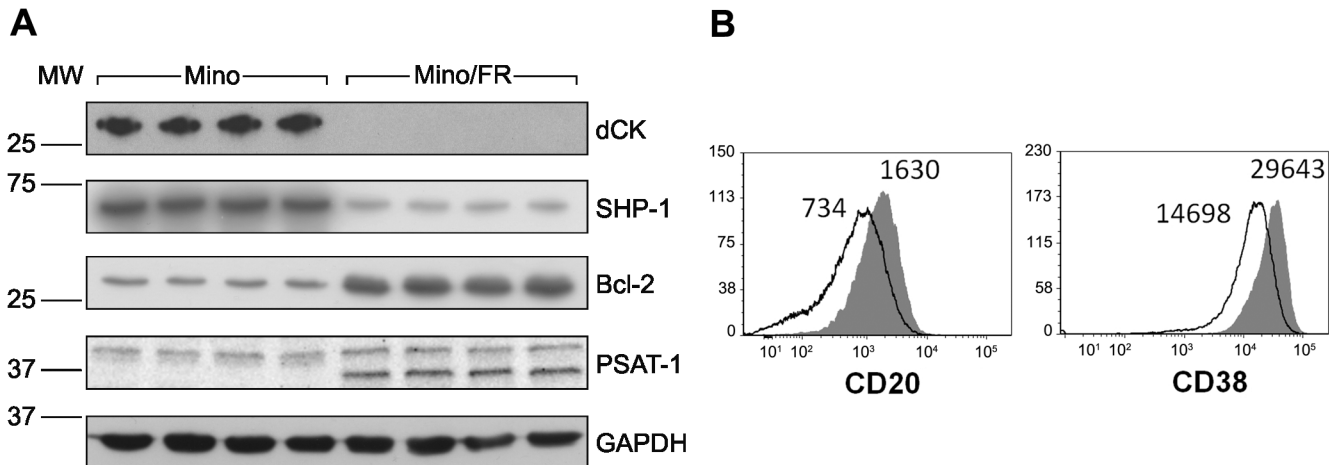 A
MW Mino Mino/FR
25 dCK
75 SHP-1
25 Bcl-2
37 PSAT-1
37 GAPDH
B
150
113
75
38
0
734
1630
10¹ 10² 10³ 10⁴ 10⁵
CD20
230
173
115
58
0
14698
29643
10¹ 10² 10³ 10⁴ 10⁵
CD38